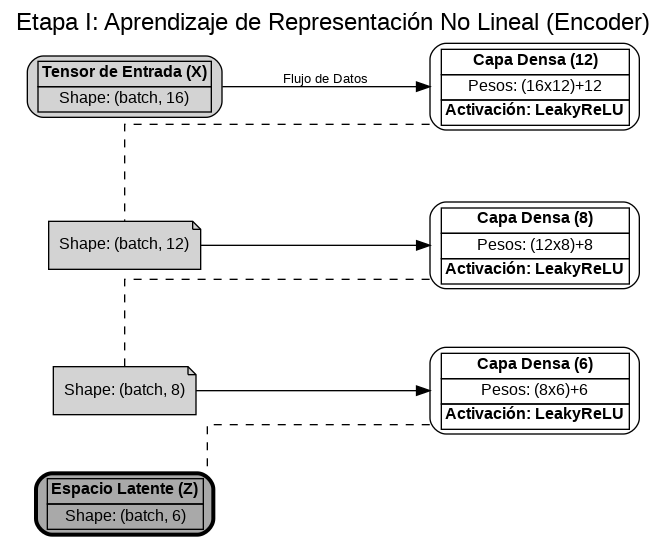 Etapa I: Aprendizaje de Representación No Lineal (Encoder)
Tensor de Entrada (X)
Shape: (batch, 16)
Flujo de Datos
Capa Densa (12)
Pesos: (16x12)+12
Activación: LeakyReLU
Shape: (batch, 12)
Capa Densa (8)
Pesos: (12x8)+8
Activación: LeakyReLU
Shape: (batch, 8)
Capa Densa (6)
Pesos: (8x6)+6
Activación: LeakyReLU
Espacio Latente (Z)
Shape: (batch, 6)